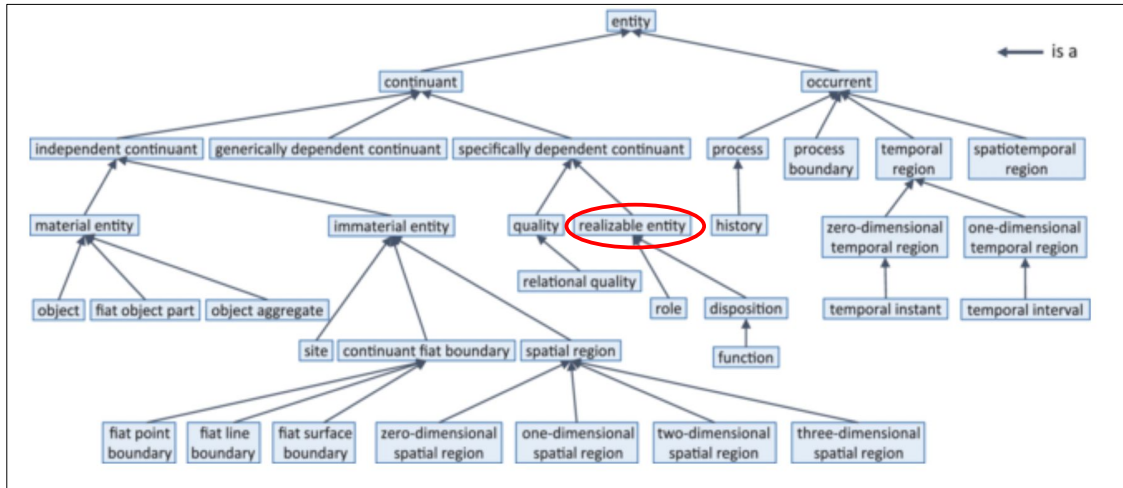 entity
is a
continuant
occurrent
independent continuant
generically dependent continuant
specifically dependent continuant
process
process
boundary
temporal
region
spatiotemporal
region
material entity
immaterial entity
quality
realizable entity
history
zero-dimensional
temporal region
one-dimensional
temporal region
relational quality
object
fiat object part
object aggregate
role
disposition
temporal instant
temporal interval
site
continuant fiat boundary
spatial region
function
fiat point
boundary
fiat line
boundary
fiat surface
boundary
zero-dimensional
spatial region
one-dimensional
spatial region
two-dimensional
spatial region
three-dimensional
spatial region